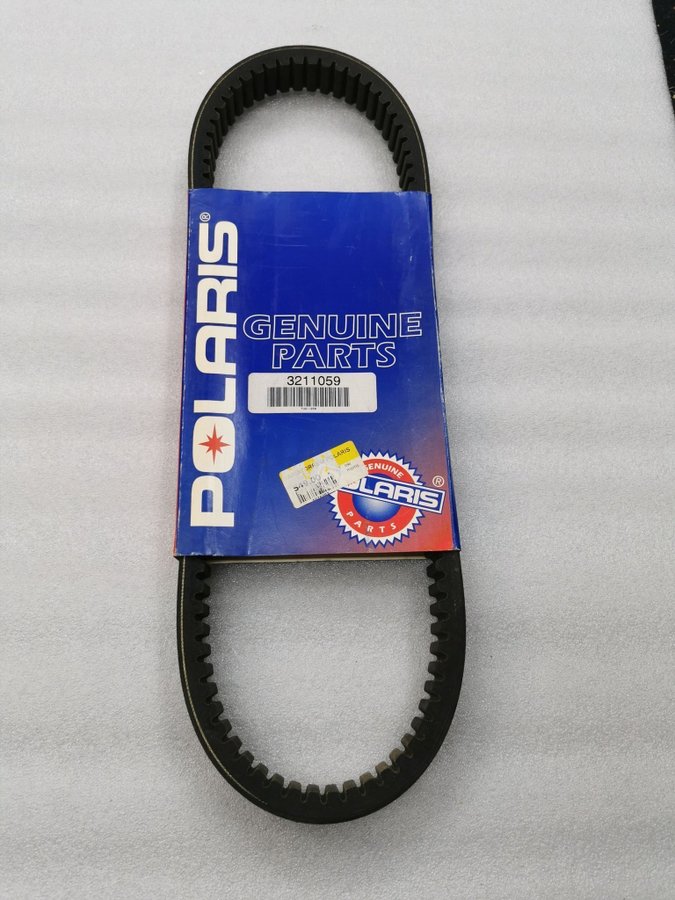 POLARIS®
GENUINE
PARTS
3211059
GENUINE
POLARIS®
PARTS